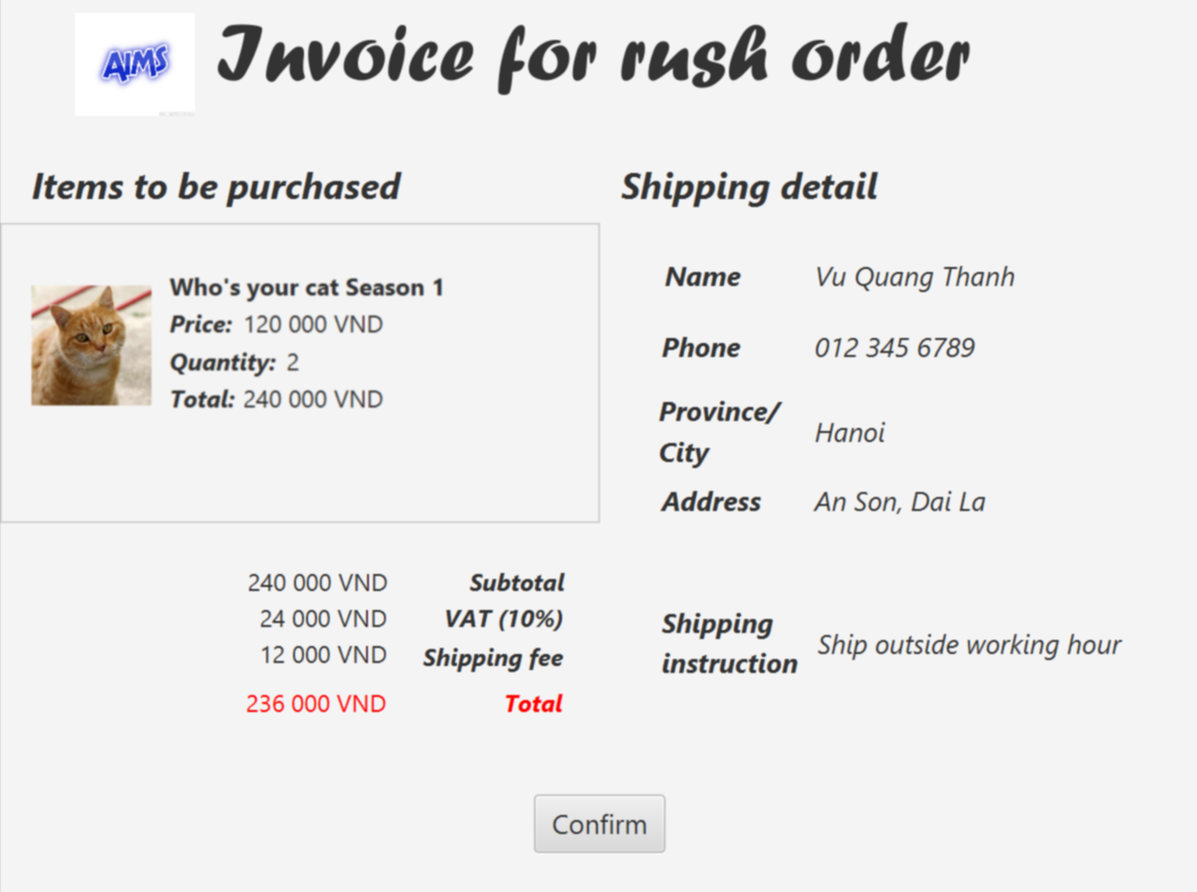 AIMS
Invoice for rush order
Items to be purchased
Who's your cat Season 1
Price: 120 000 VND
Quantity: 2
Total: 240 000 VND
240 000 VND Subtotal
24 000 VND VAT (10%)
12 000 VND Shipping fee
236 000 VND Total
Shipping detail
Name Vu Quang Thanh
Phone 012 345 6789
Province/
City Hanoi
Address An Son, Dai La
Shipping
instruction Ship outside working hour
Confirm